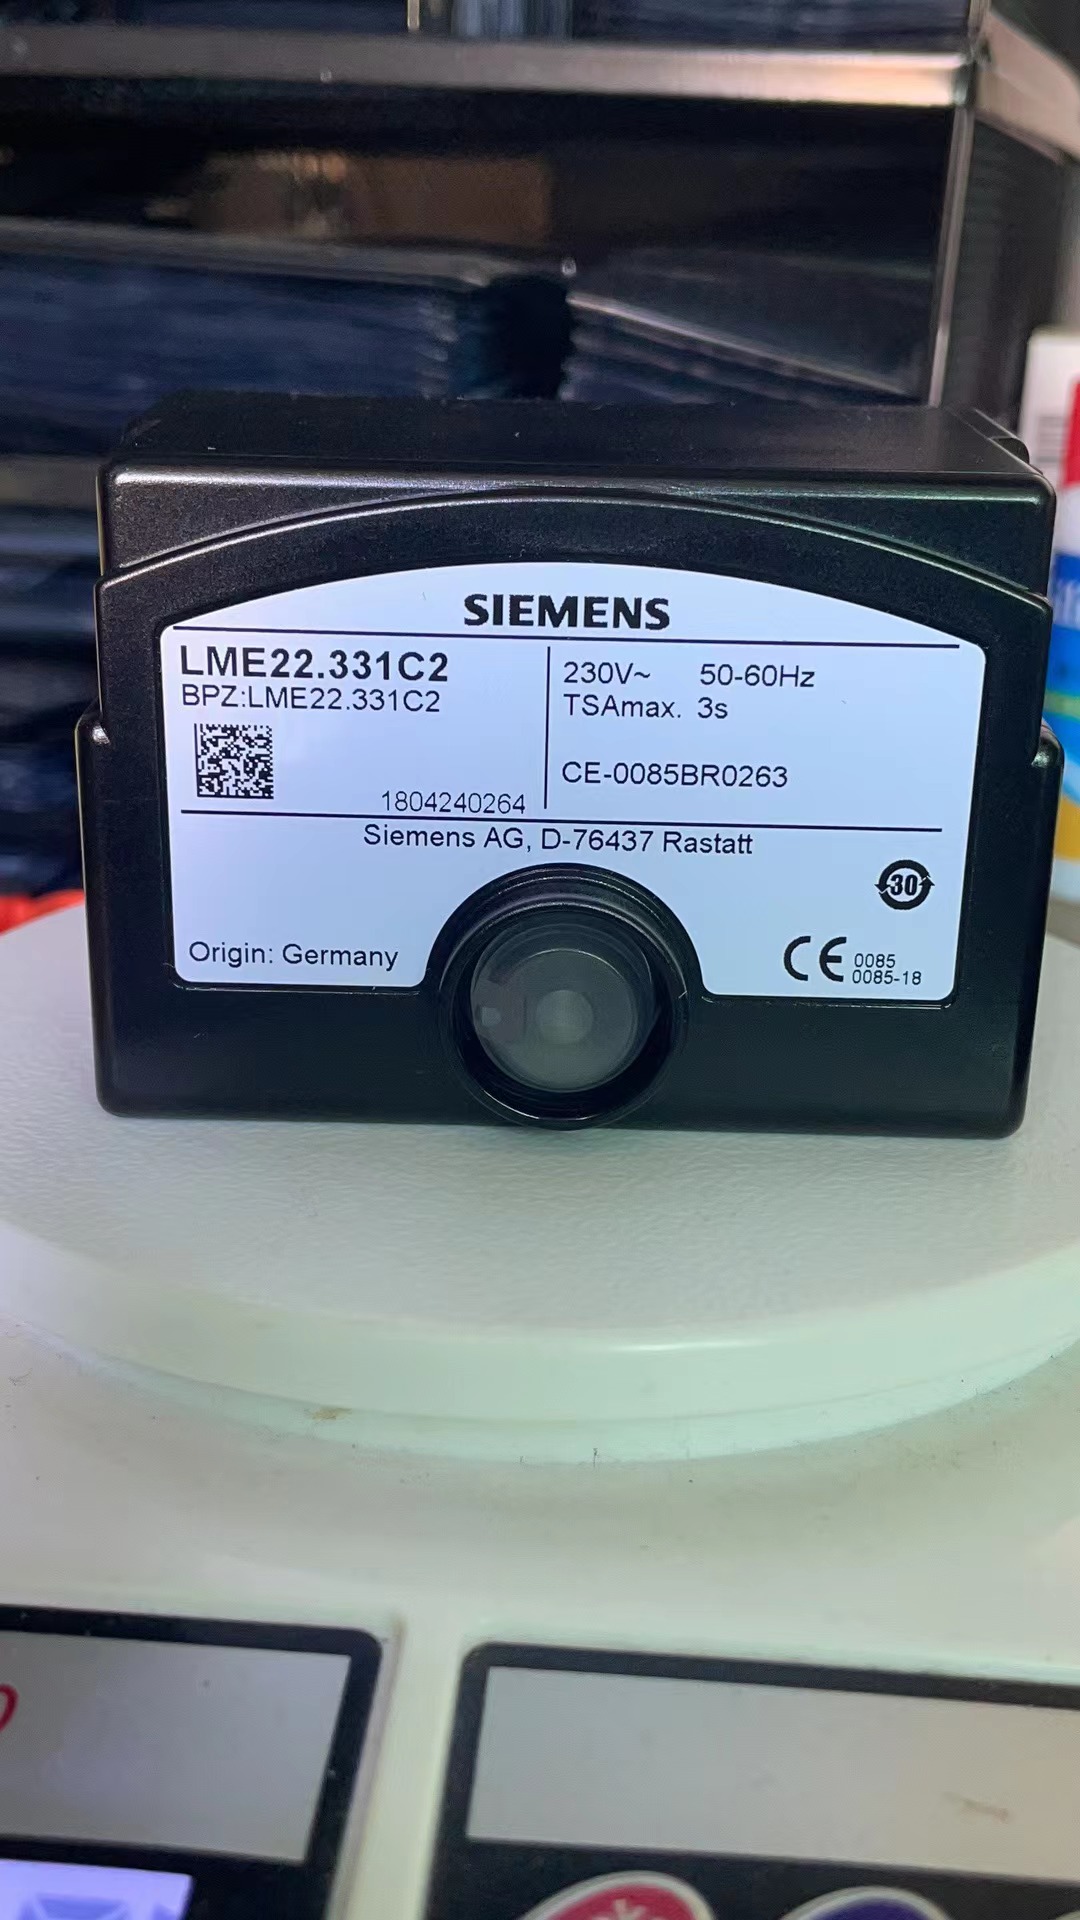 SIEMENS
LME22.331C2
BPZ:LME22.331C2
1804240264
230V~ 50-60Hz
TSAmax. 3s
CE-0085BR0263
Siemens AG, D-76437 Rastatt
30
Origin: Germany
CE 0085
0085-18